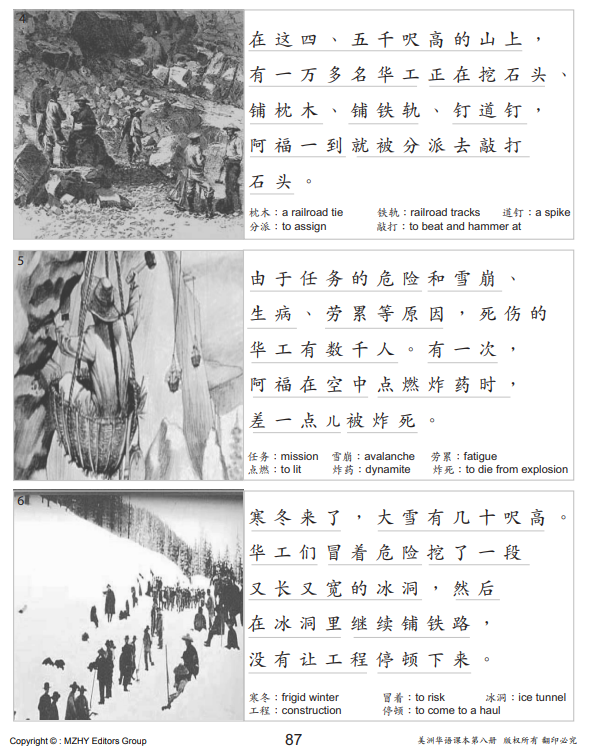 4
在这四、五千呎高的山上，
有一万多名华工正在挖石头、
铺枕木、铺铁轨、钉道钉，
阿福一到就被分派去敲打
石头。
枕木：a railroad tie 铁轨：railroad tracks 道钉：a spike
分派：to assign 敲打：to beat and hammer at
5
由于任务的危险和雪崩、
生病、劳累等原因，死伤的
华工有数千人。有一次，
阿福在空中点燃炸药时，
差一点儿被炸死。
任务：mission 雪崩：avalanche 劳累：fatigue
点燃：to lit 炸药：dynamite 炸死：to die from explosion
6
寒冬来了，大雪有几十呎高。
华工们冒着危险挖了一段
又长又宽的冰洞，然后
在冰洞里继续铺铁路，
没有让工程停顿下来。
寒冬：frigid winter 冒着：to risk 冰洞：ice tunnel
工程：construction 停顿：to come to a haul
Copyright © : MZHY Editors Group 87 美洲华语课本第八册 版权所有 翻印必究